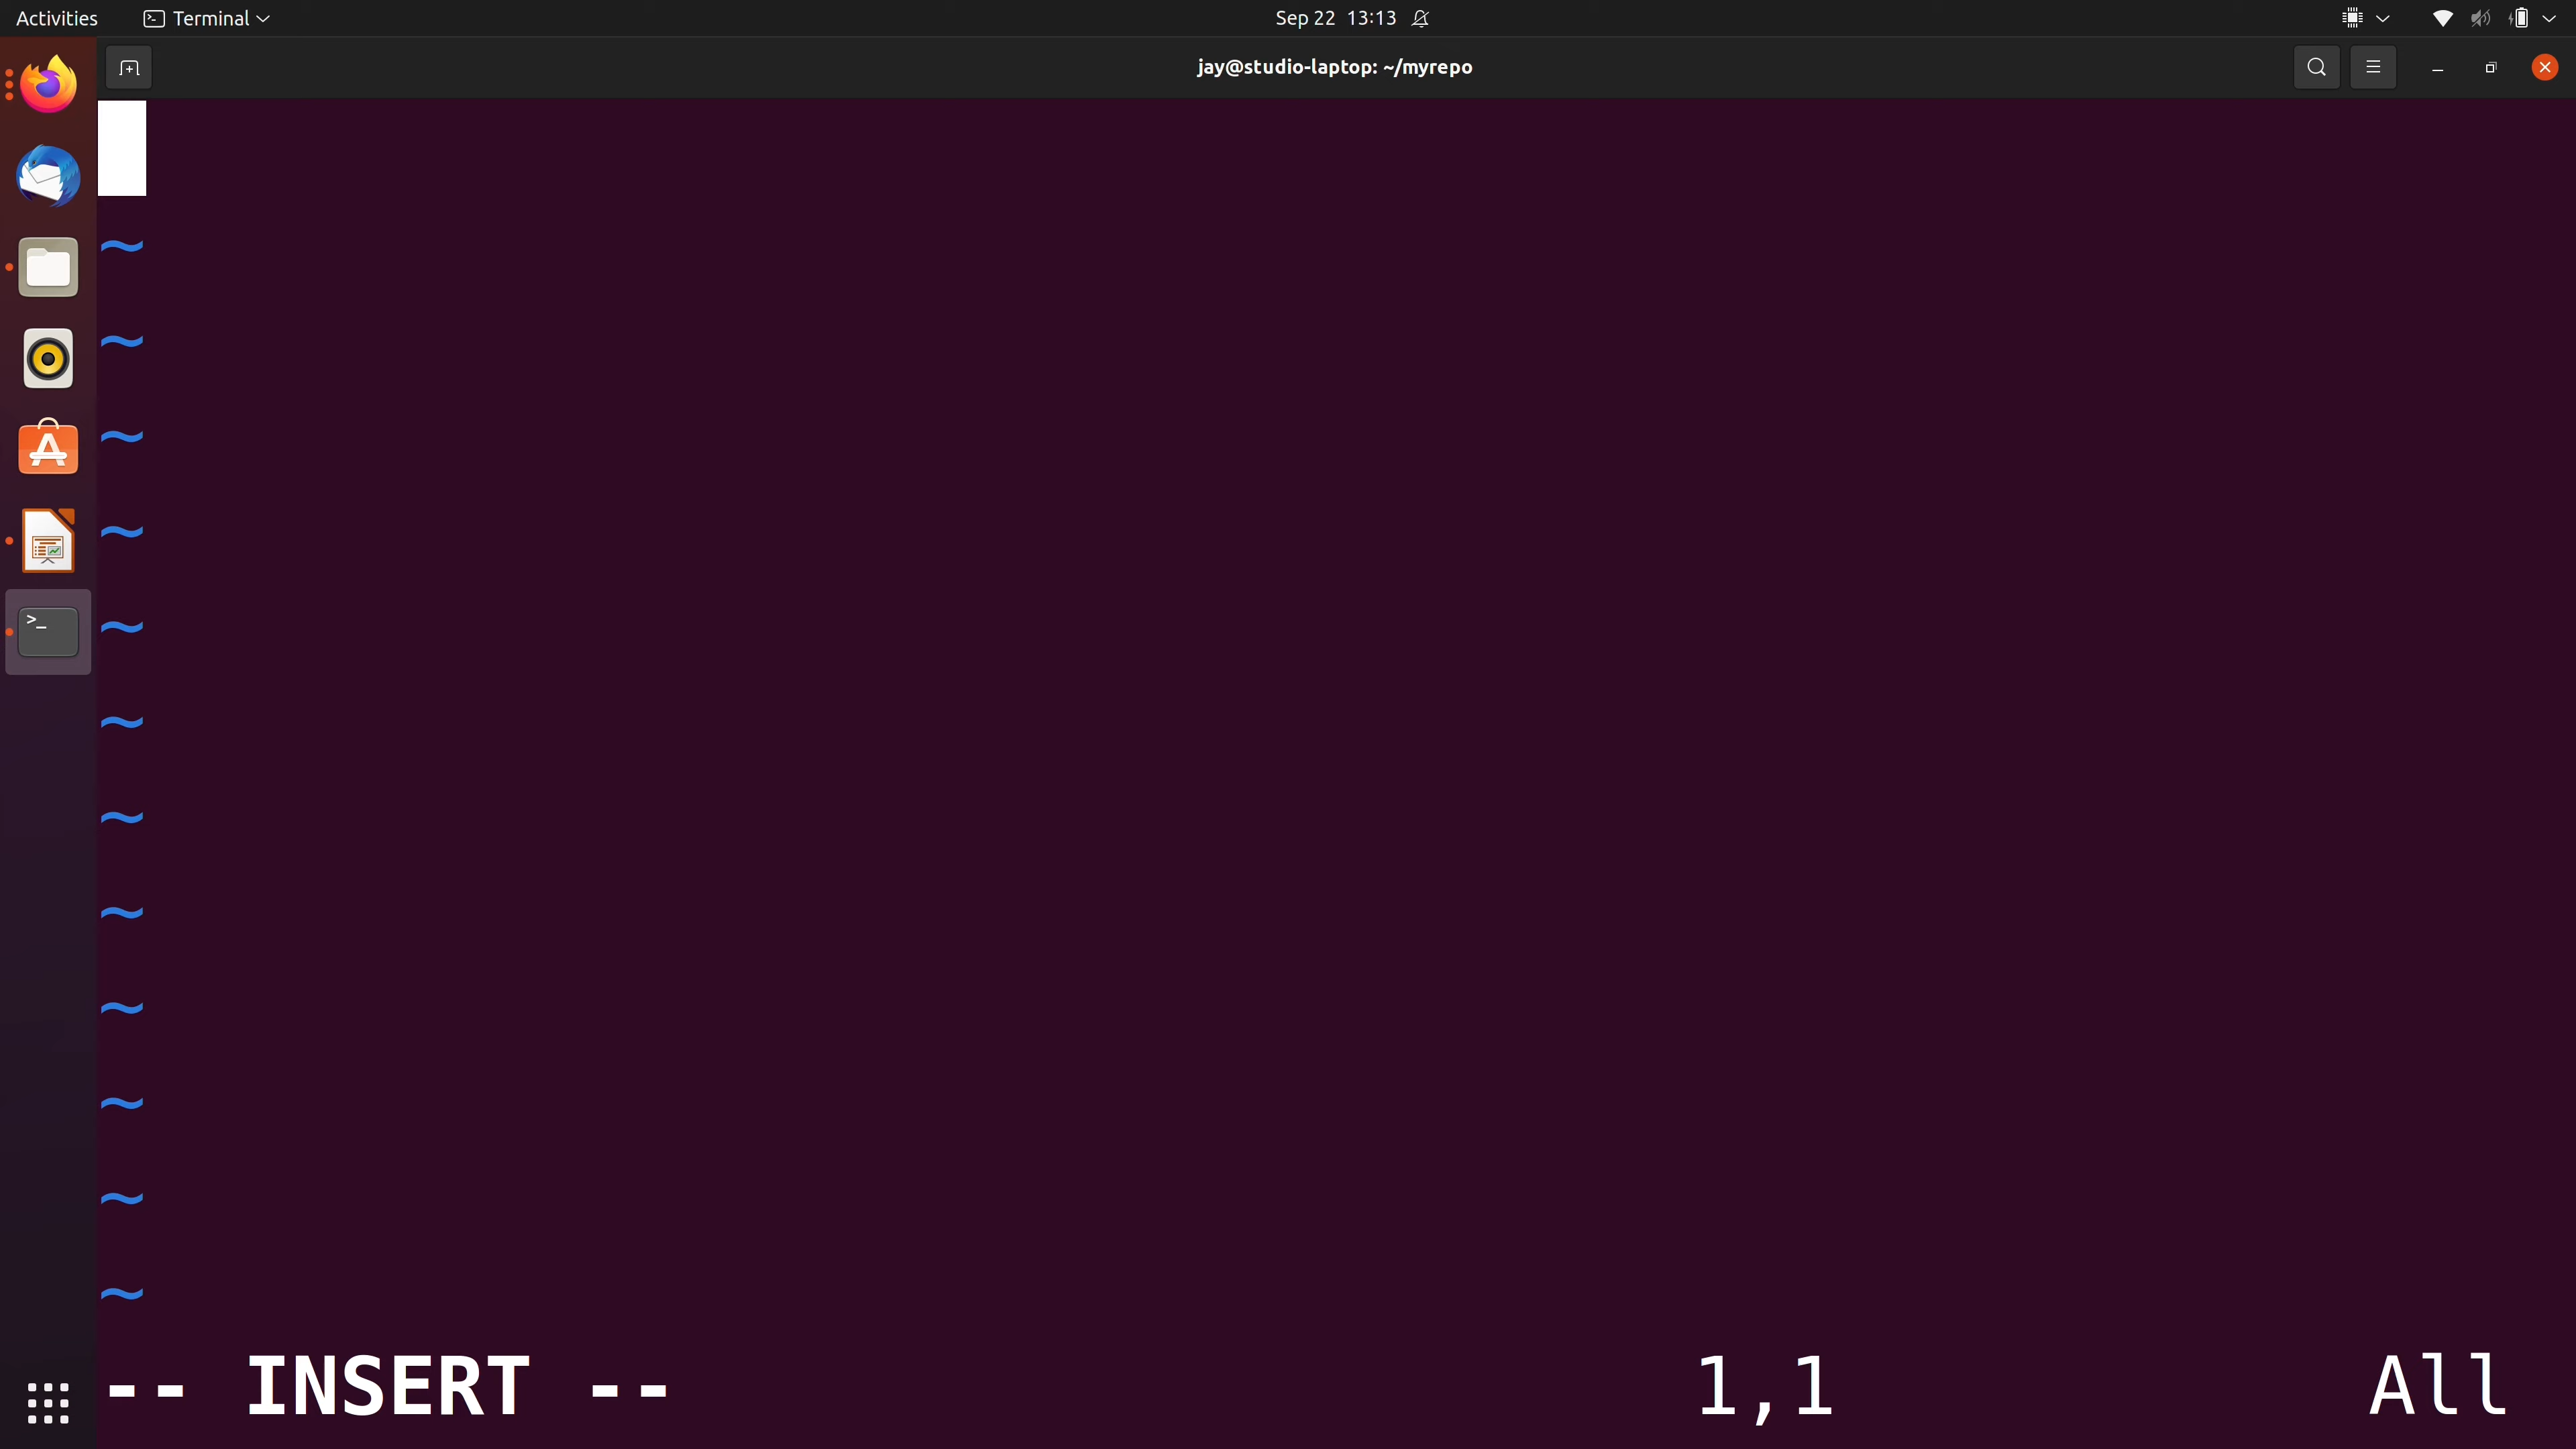 Activities
Terminal
Sep 22 13:13
jay@studio-laptop: ~/myrepo
~
~
~
~
~
~
~
~
~
~
~
~
-- INSERT -- 1,1 All